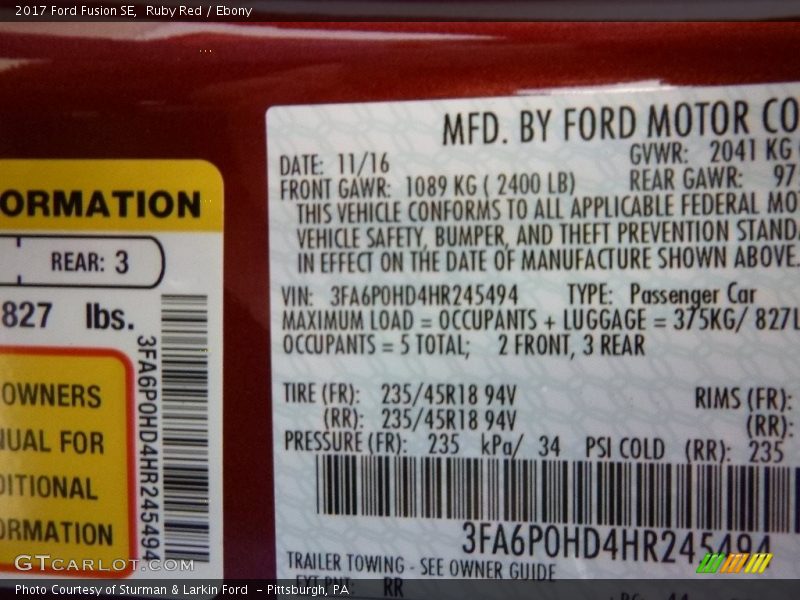 2017 Ford Fusion SE, Ruby Red / Ebony
ORMATION
REAR: 3
827 lbs.
3FA6P0HD4HR245494
OWNERS
NUAL FOR
DITIONAL
ORMATION
MFD. BY FORD MOTOR CO
DATE: 11/16 GVWR: 2041 KG
FRONT GAWR: 1089 KG ( 2400 LB) REAR GAWR: 97
THIS VEHICLE CONFORMS TO ALL APPLICABLE FEDERAL MO
VEHICLE SAFETY, BUMPER, AND THEFT PREVENTION STAND
IN EFFECT ON THE DATE OF MANUFACTURE SHOWN ABOVE.
VIN: 3FA6P0HD4HR245494 TYPE: Passenger Car
MAXIMUM LOAD = OCCUPANTS + LUGGAGE = 375KG/ 827L
OCCUPANTS = 5 TOTAL; 2 FRONT, 3 REAR
TIRE (FR): 235/45R18 94V RIMS (FR):
(RR): 235/45R18 94V (RR):
PRESSURE (FR): 235 kPa/ 34 PSI COLD (RR): 235
3FA6P0HD4HR245494
TRAILER TOWING - SEE OWNER GUIDE
RR
GTCARLOT.COM
Photo Courtesy of Sturman & Larkin Ford - Pittsburgh, PA